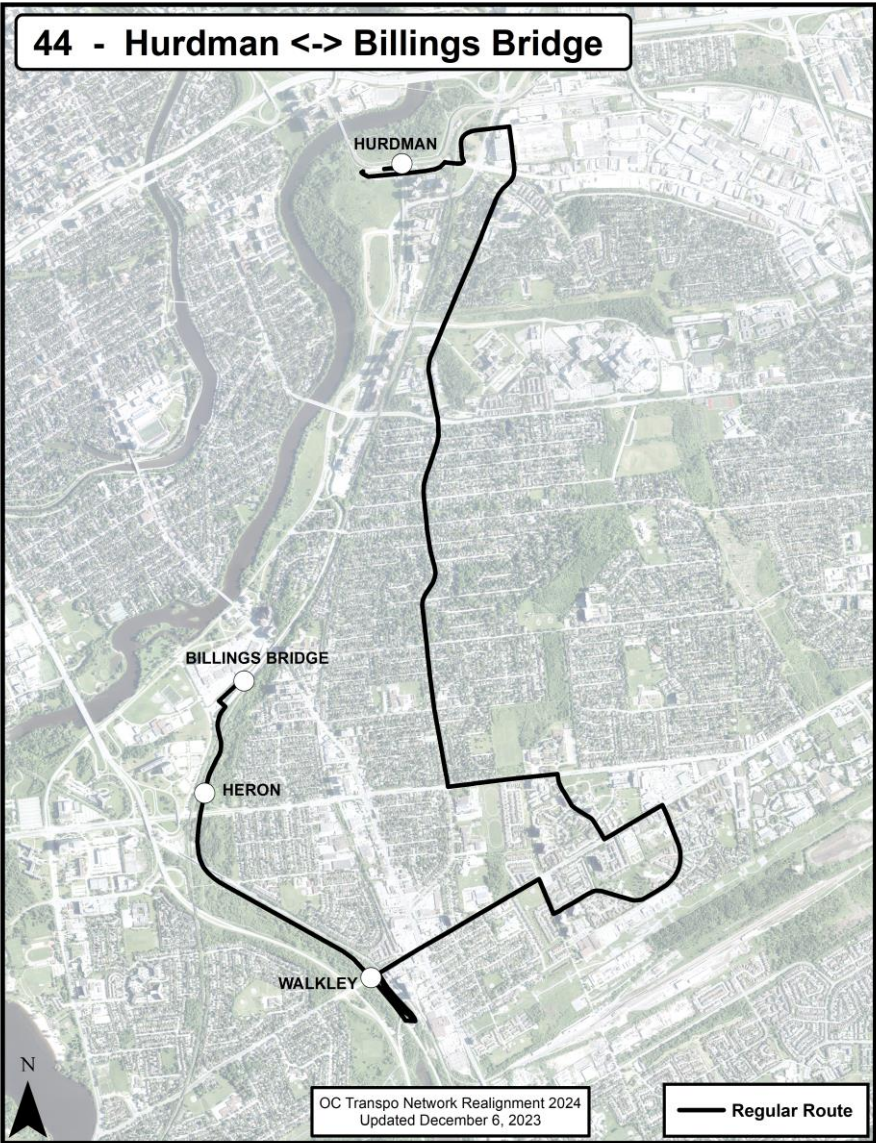 44 - Hurdman <-> Billings Bridge
HURDMAN
BILLINGS BRIDGE
HERON
WALKLEY
N
OC Transpo Network Realignment 2024
Updated December 6, 2023
Regular Route